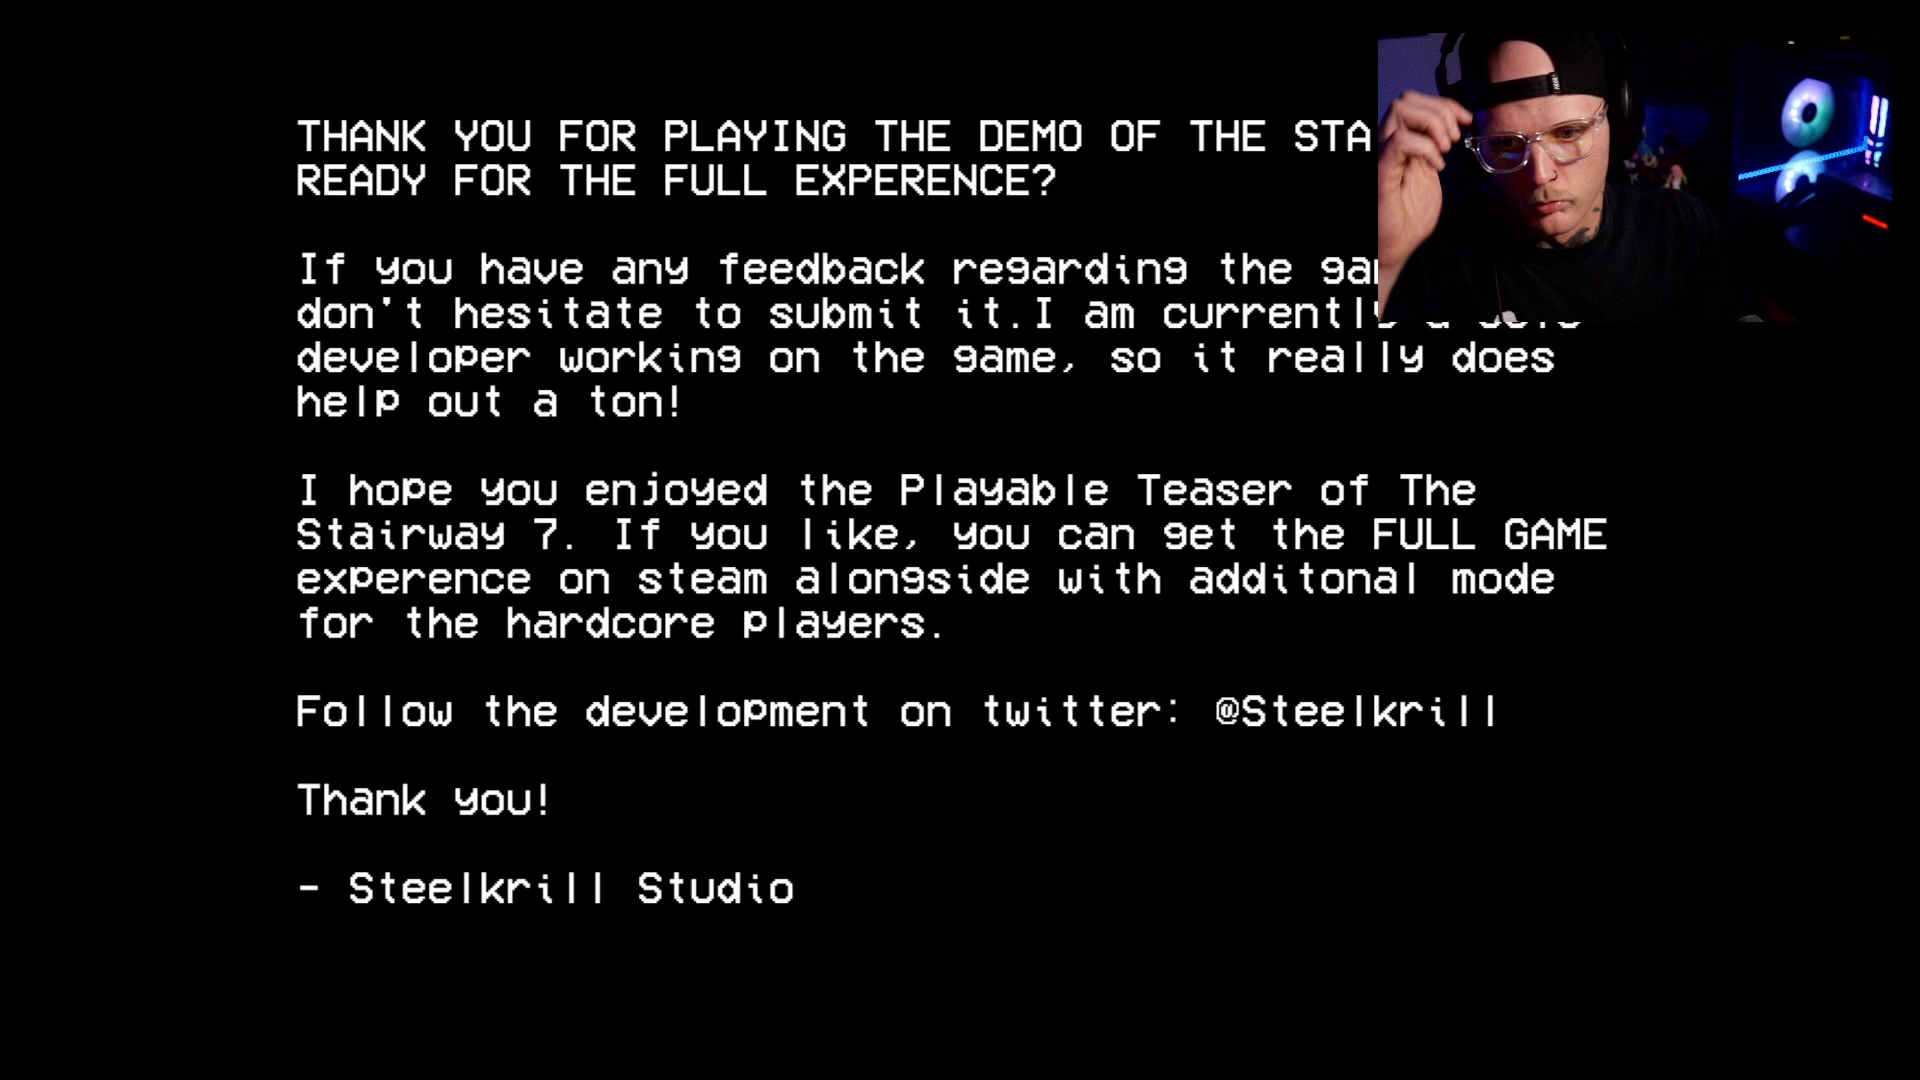 THANK YOU FOR PLAYING THE DEMO OF THE
READY FOR THE FULL EXPERENCE?
If you have any feedback regarding the
don't hesitate to submit it.I am currently a
developer working on the game, so it really does
help out a ton!
I hope you enjoyed the Playable Teaser of The
Stairway 7. If you like, you can get the FULL GAME
experence on steam alongside with additonal mode
for the hardcore players.
Follow the development on twitter: @Steelkrill
Thank you!
- Steelkrill Studio